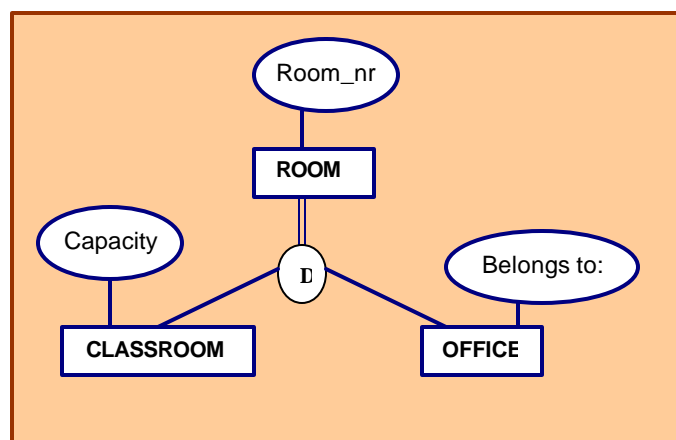 Room_nr
ROOM
Capacity
Belongs to:
D
CLASSROOM
OFFICE